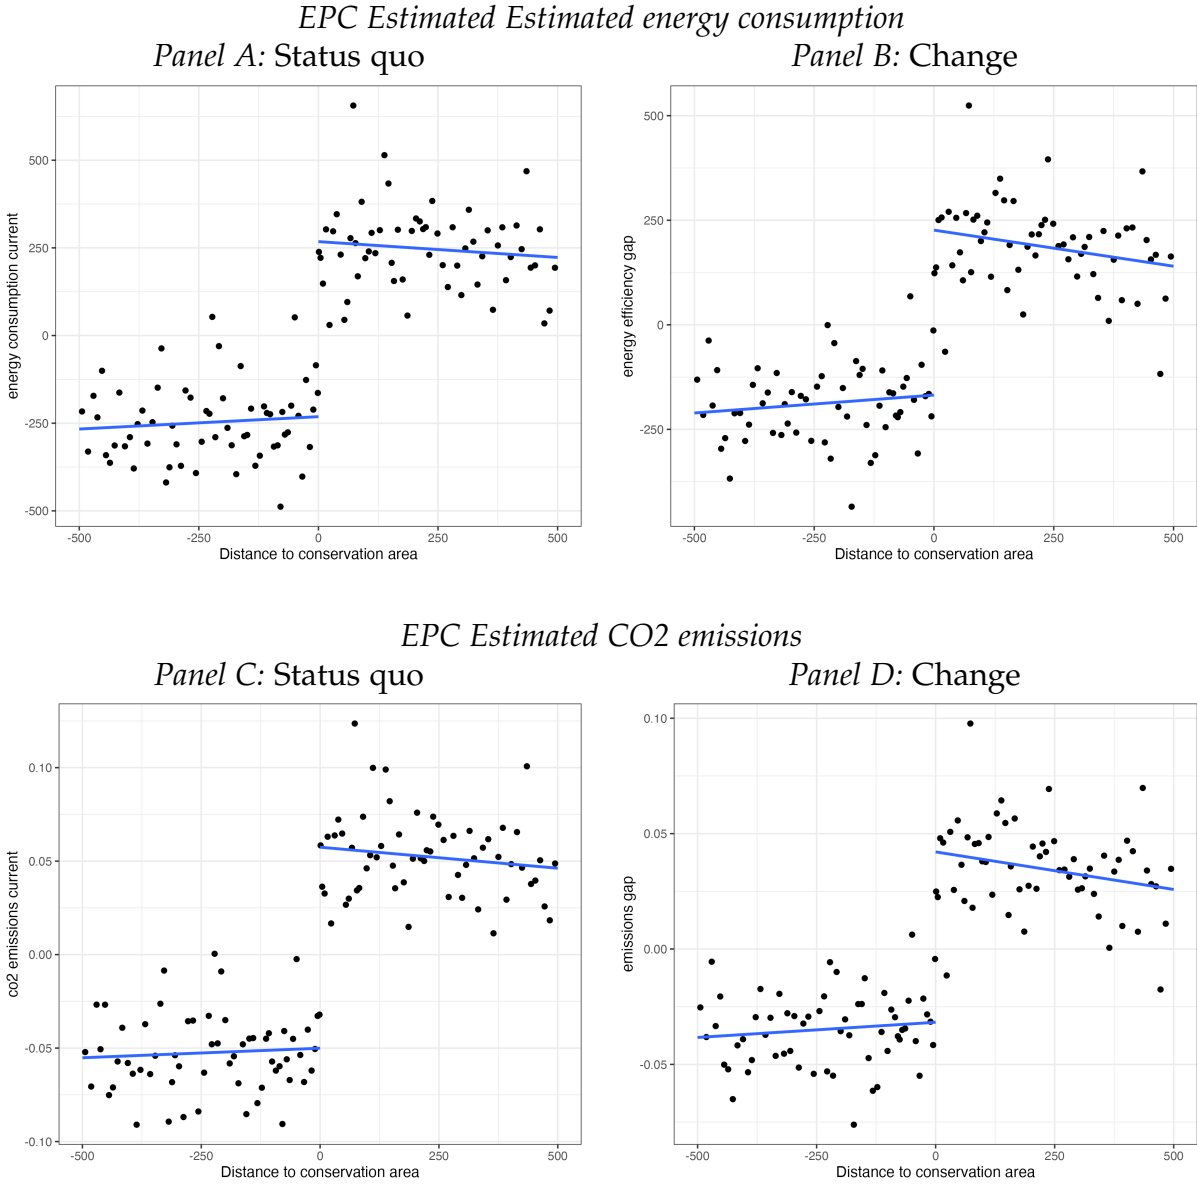 EPC Estimated Estimated energy consumption
Panel A: Status quo
Panel B: Change
energy consumption current
500
250
0
-250
-500
-500
-250
0
250
500
Distance to conservation area
energy efficiency gap
500
250
0
-250
-500
-250
0
250
500
Distance to conservation area
EPC Estimated CO2 emissions
Panel C: Status quo
Panel D: Change
co2 emissions current
0.10
0.05
0.00
-0.05
-0.10
-500
-250
0
250
500
Distance to conservation area
emissions gap
0.10
0.05
0.00
-0.05
-500
-250
0
250
500
Distance to conservation area